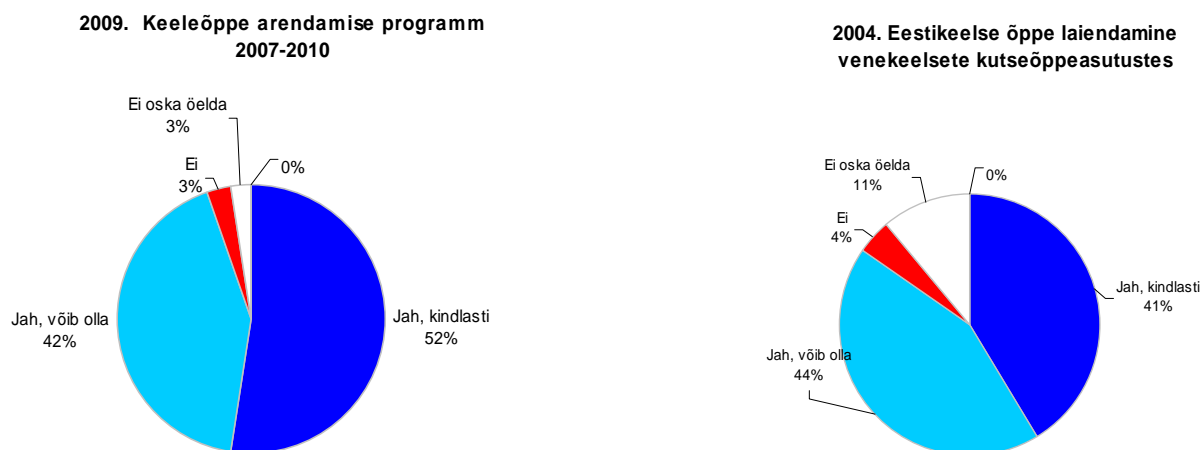 2009. Keeleõppe arendamise programm
2007-2010
Ei oska öelda
3%
Ei
3%
0%
Jah, võib olla
42%
Jah, kindlasti
52%
2004. Eestikeelse õppe laiendamine
venekeelsete kutseõppeasutustes
Ei oska öelda
11%
0%
Ei
4%
Jah, kindlasti
41%
Jah, võib olla
44%